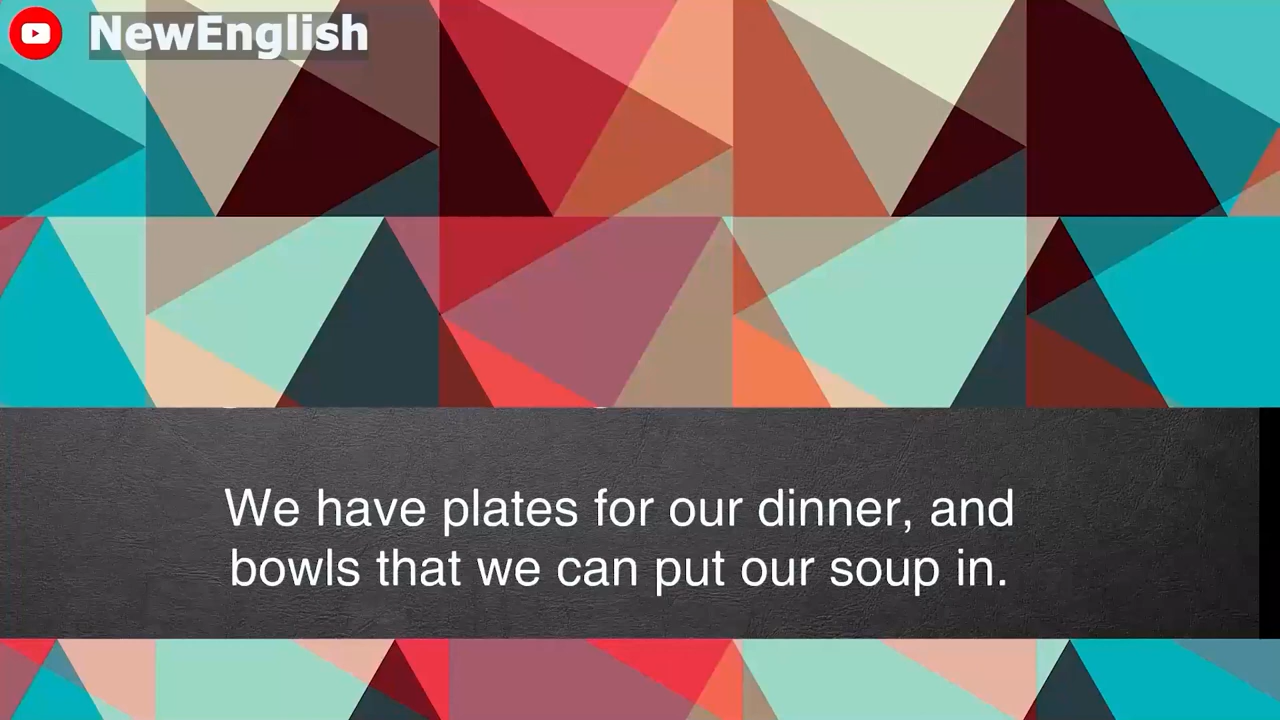 NewEnglish
We have plates for our dinner, and
bowls that we can put our soup in.